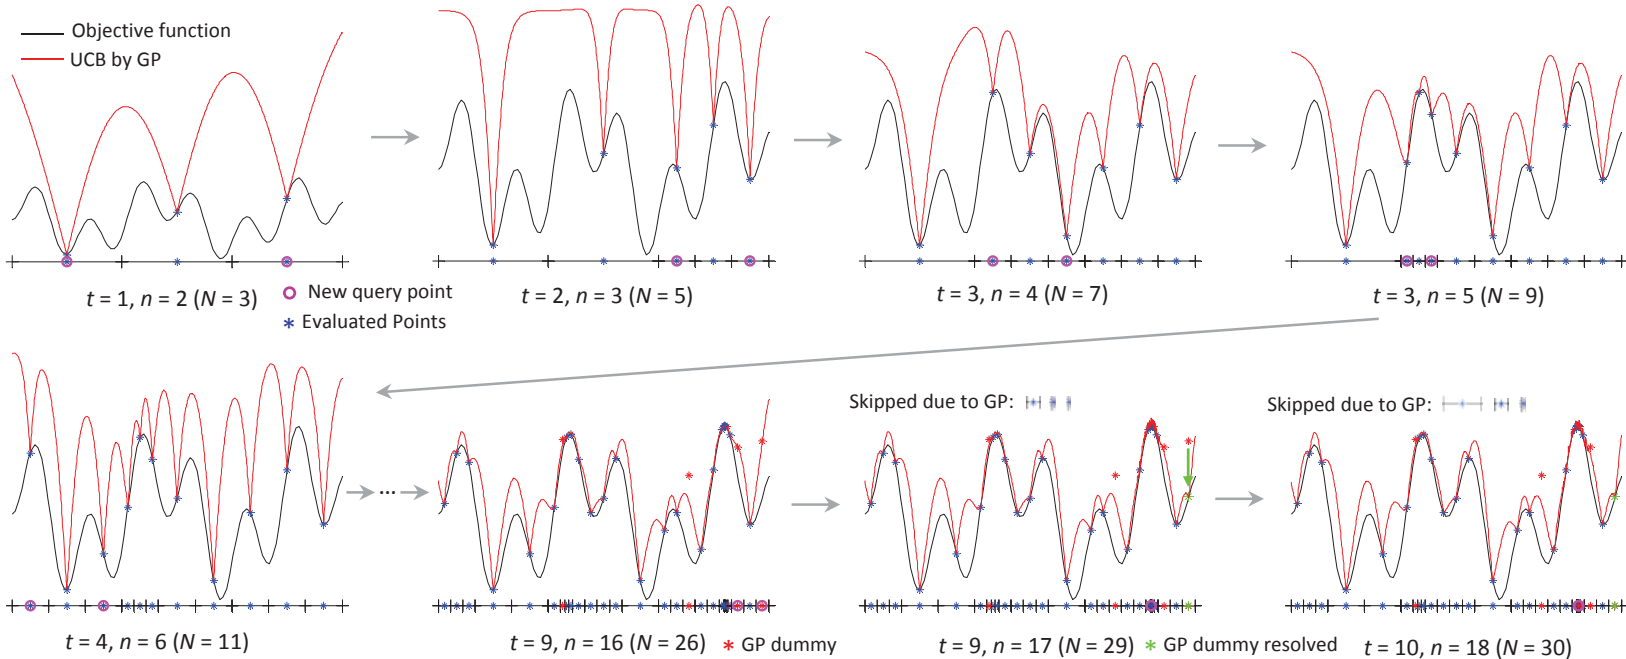 Objective function
UCB by GP
t = 1, n = 2 (N = 3)
New query point
Evaluated Points
t = 2, n = 3 (N = 5)
t = 3, n = 4 (N = 7)
t = 3, n = 5 (N = 9)
Skipped due to GP:
Skipped due to GP:
...
t = 4, n = 6 (N = 11)
t = 9, n = 16 (N = 26)
GP dummy
t = 9, n = 17 (N = 29)
GP dummy resolved
t = 10, n = 18 (N = 30)